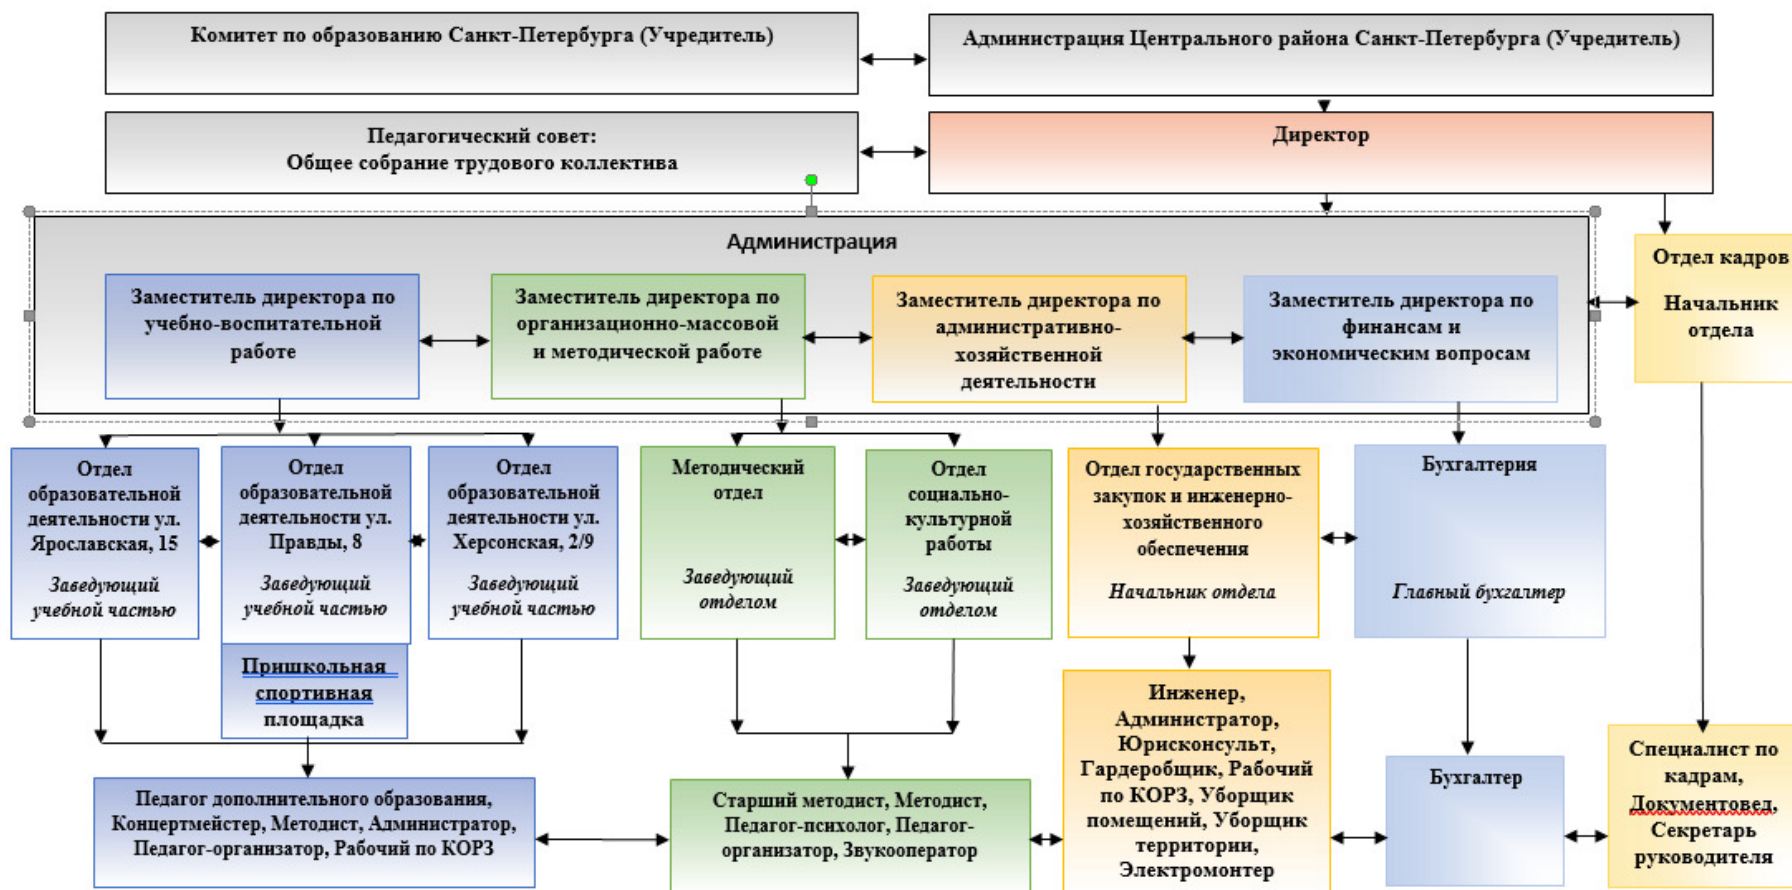 Комитет по образованию Санкт-Петербурга (Учредитель)
Администрация Центрального района Санкт-Петербурга (Учредитель)
Педагогический совет:
Общее собрание трудового коллектива
Директор
Администрация
Заместитель директора по
учебно-воспитательной
работе
Заместитель директора по
организационно-массовой
и методической работе
Заместитель директора по
административно-
хозяйственной
деятельности
Заместитель директора по
финансам и
экономическим вопросам
Отдел кадров
Начальник
отдела
Отдел
образовательной
деятельности ул.
Ярославская, 15
Заведующий
учебной частью
Отдел
образовательной
деятельности ул.
Правды, 8
Заведующий
учебной частью
Пришкольная
спортивная
площадка
Отдел
образовательной
деятельности ул.
Херсонская, 2/9
Заведующий
учебной частью
Методический
отдел
Заведующий
отделом
Отдел
социально-
культурной
работы
Заведующий
отделом
Отдел государственных
закупок и инженерно-
хозяйственного
обеспечения
Начальник отдела
Бухгалтерия
Главный бухгалтер
Педагог дополнительного образования,
Концертмейстер, Методист, Администратор,
Педагог-организатор, Рабочий по КОРЗ
Старший методист, Методист,
Педагог-психолог, Педагог-
организатор, Звукооператор
Инженер,
Администратор,
Юрисконсульт,
Гардеробщик, Рабочий
по КОРЗ, Уборщик
помещений, Уборщик
территории,
Электромонтер
Бухгалтер
Специалист по
кадрам,
Документовед,
Секретарь
руководителя